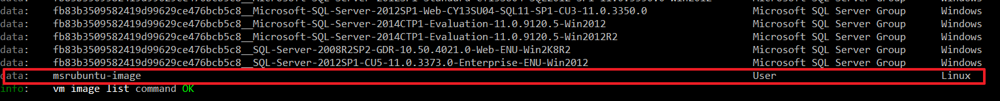 data: fb83b3509582419d99629ce476bcb5c8__Microsoft-SQL-Server-2012SP1-Web-CY13SU04-SQL11-SP1-CU3-11.0.3350.0 Microsoft SQL Server Group Windows
data: fb83b3509582419d99629ce476bcb5c8__Microsoft-SQL-Server-2014CTP1-Evaluation-11.0.9120.5-Win2012 Microsoft SQL Server Group Windows
data: fb83b3509582419d99629ce476bcb5c8__Microsoft-SQL-Server-2014CTP1-Evaluation-11.0.9120.5-Win2012R2 Microsoft SQL Server Group Windows
data: fb83b3509582419d99629ce476bcb5c8__SQL-Server-2008R2SP2-GDR-10.50.4021.0-Web-ENU-Win2K8R2 Microsoft SQL Server Group Windows
data: fb83b3509582419d99629ce476bcb5c8__SQL-Server-2012SP1-CU5-11.0.3373.0-Enterprise-ENU-Win2012 Microsoft SQL Server Group Windows
data: msrubuntu-image User Linux
info: vm image list command OK